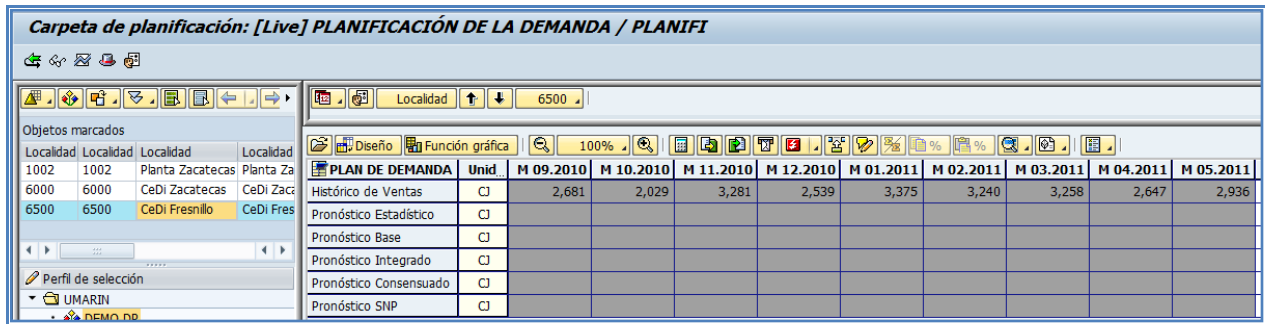 Carpeta de planificación: [Live] PLANIFICACIÓN DE LA DEMANDA / PLANIFI
Localidad 6500
Objetos marcados
Localidad Localidad Localidad Localidad
1002 1002 Planta Zacatecas Planta Za
6000 6000 CeDi Zacatecas CeDi Zaca
6500 6500 CeDi Fresnillo CeDi Fres
Perfil de selección
UMARIN
DEMO DP
Diseño Función gráfica 100%
PLAN DE DEMANDA Unid... M 09.2010 M 10.2010 M 11.2010 M 12.2010 M 01.2011 M 02.2011 M 03.2011 M 04.2011 M 05.2011
Histórico de Ventas CJ 2,681 2,029 3,281 2,539 3,375 3,240 3,258 2,647 2,936
Pronóstico Estadístico CJ
Pronóstico Base CJ
Pronóstico Integrado CJ
Pronóstico Consensuado CJ
Pronóstico SNP CJ